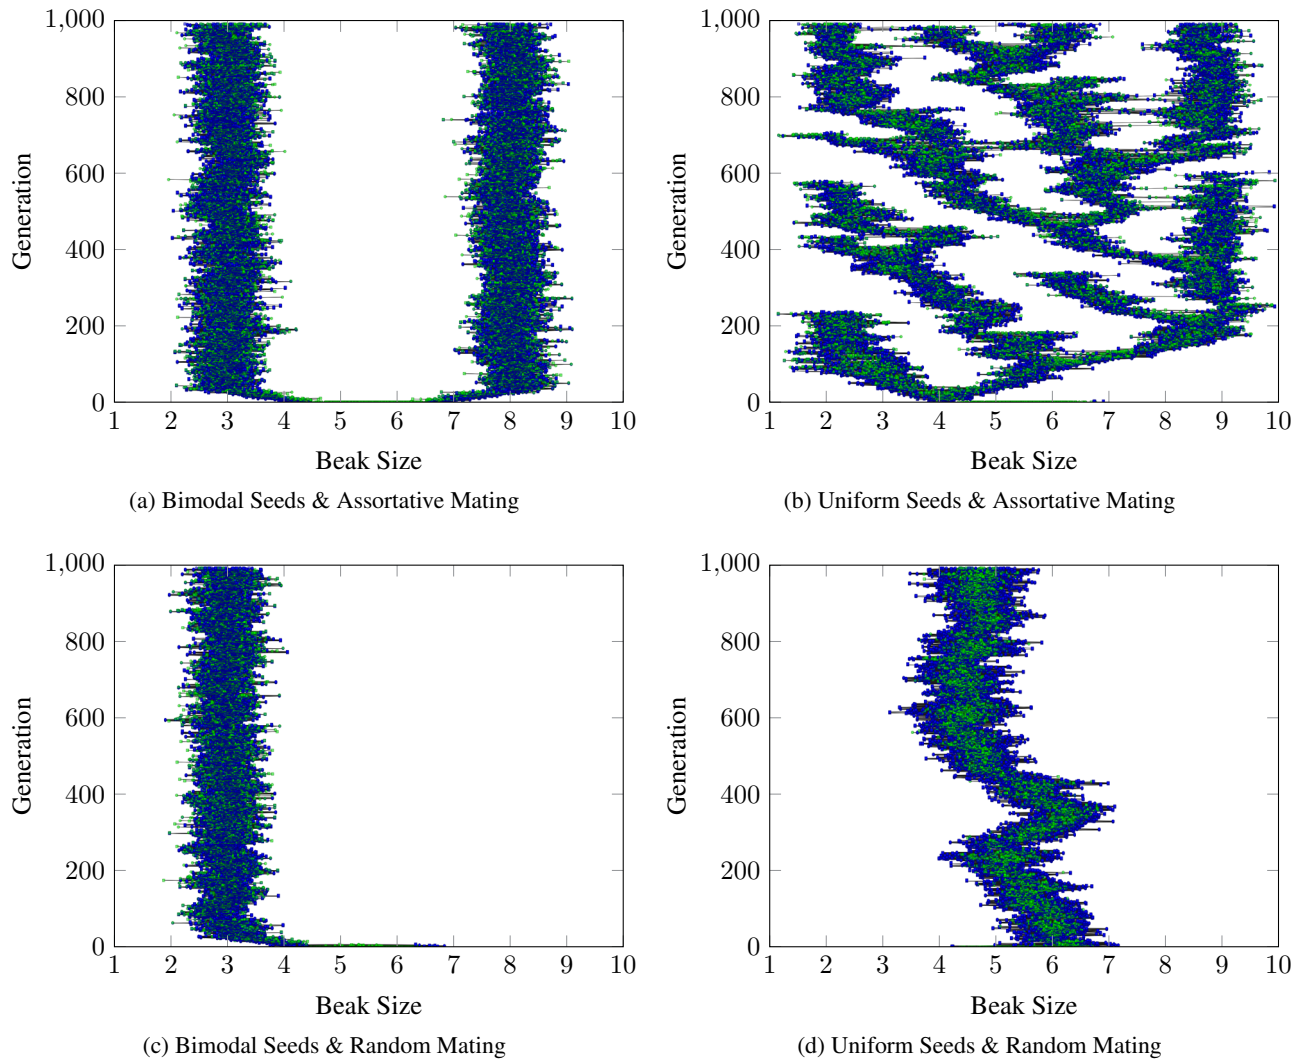 1,000
800
600
400
200
0
Generation
1 2 3 4 5 6 7 8 9 10
Beak Size
(a) Bimodal Seeds & Assortative Mating
1,000
800
600
400
200
0
Generation
1 2 3 4 5 6 7 8 9 10
Beak Size
(b) Uniform Seeds & Assortative Mating
1,000
800
600
400
200
0
Generation
1 2 3 4 5 6 7 8 9 10
Beak Size
(c) Bimodal Seeds & Random Mating
1,000
800
600
400
200
0
Generation
1 2 3 4 5 6 7 8 9 10
Beak Size
(d) Uniform Seeds & Random Mating